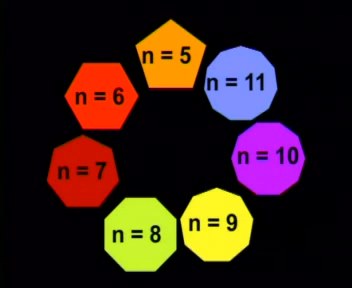 n = 5
n = 11
n = 6
n = 10
n = 7
n = 9
n = 8